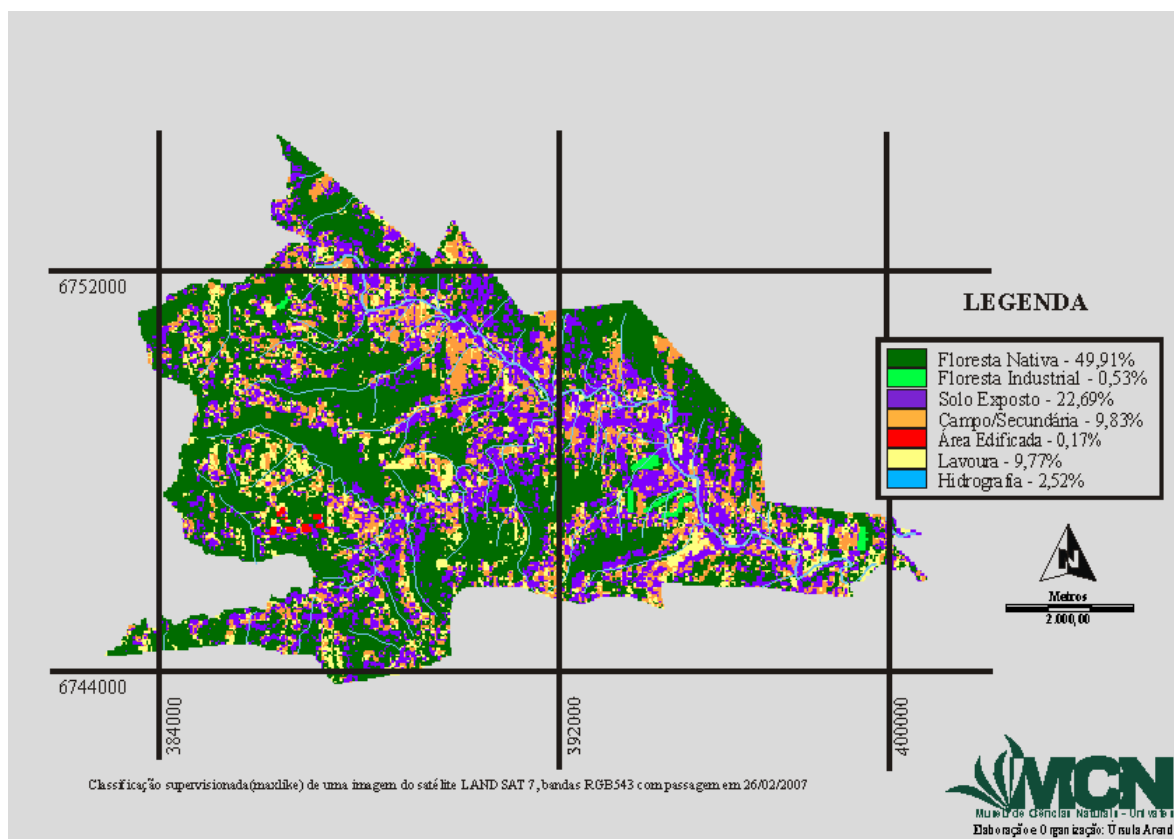 6752000
LEGENDA
Floresta Nativa - 49,91%
Floresta Industrial - 0,53%
Solo Exposto - 22,69%
Campo/Secundária - 9,83%
Área Edificada - 0,17%
Lavoura - 9,77%
Hidrografia - 2,52%
N
Metros
2.000,00
6744000
384000
392000
400000
Classificação supervisionada(maxlike) de uma imagem do satélite LAND SAT 7, bandas RGB543 com passagem em 26/02/2007
MCN
Museu de Ciências Naturais - Univates
Elaboração e Organização: Úrsula Arend